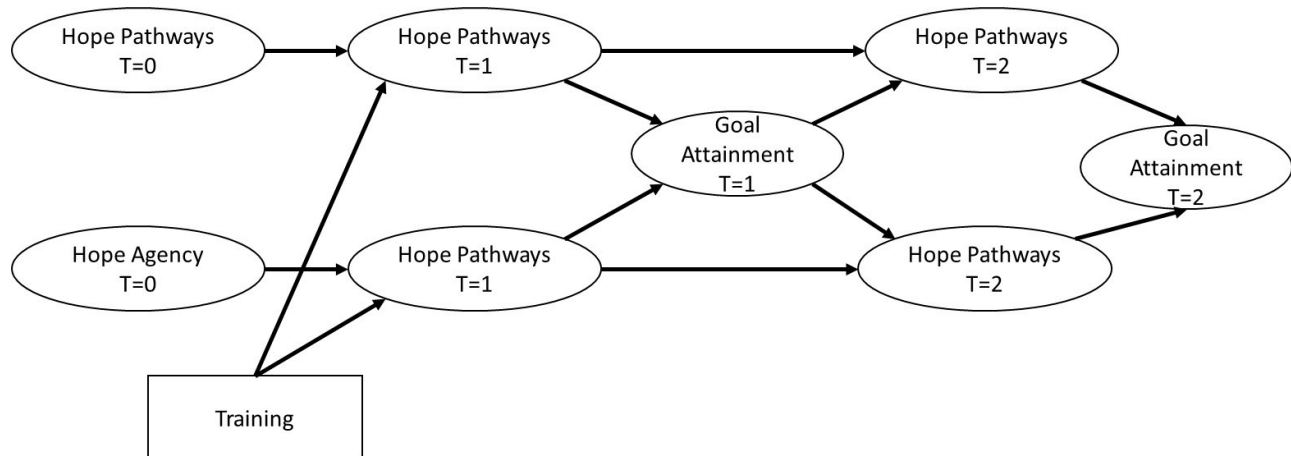 Hope Pathways
T=0
Hope Pathways
T=1
Hope Pathways
T=2
Goal
Attainment
T=1
Goal
Attainment
T=2
Hope Agency
T=0
Hope Pathways
T=1
Hope Pathways
T=2
Training